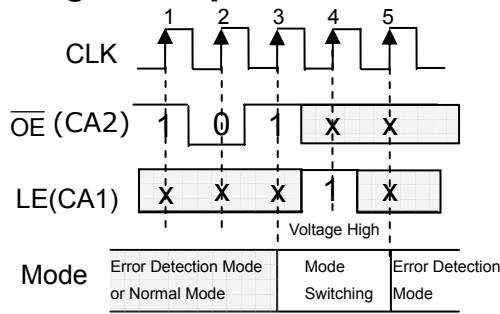 1 2 3 4 5
CLK
OE (CA2) 1 0 1 x x
LE(CA1) x x x 1 x
Voltage High
Mode Error Detection Mode or Normal Mode Mode Switching Error Detection Mode